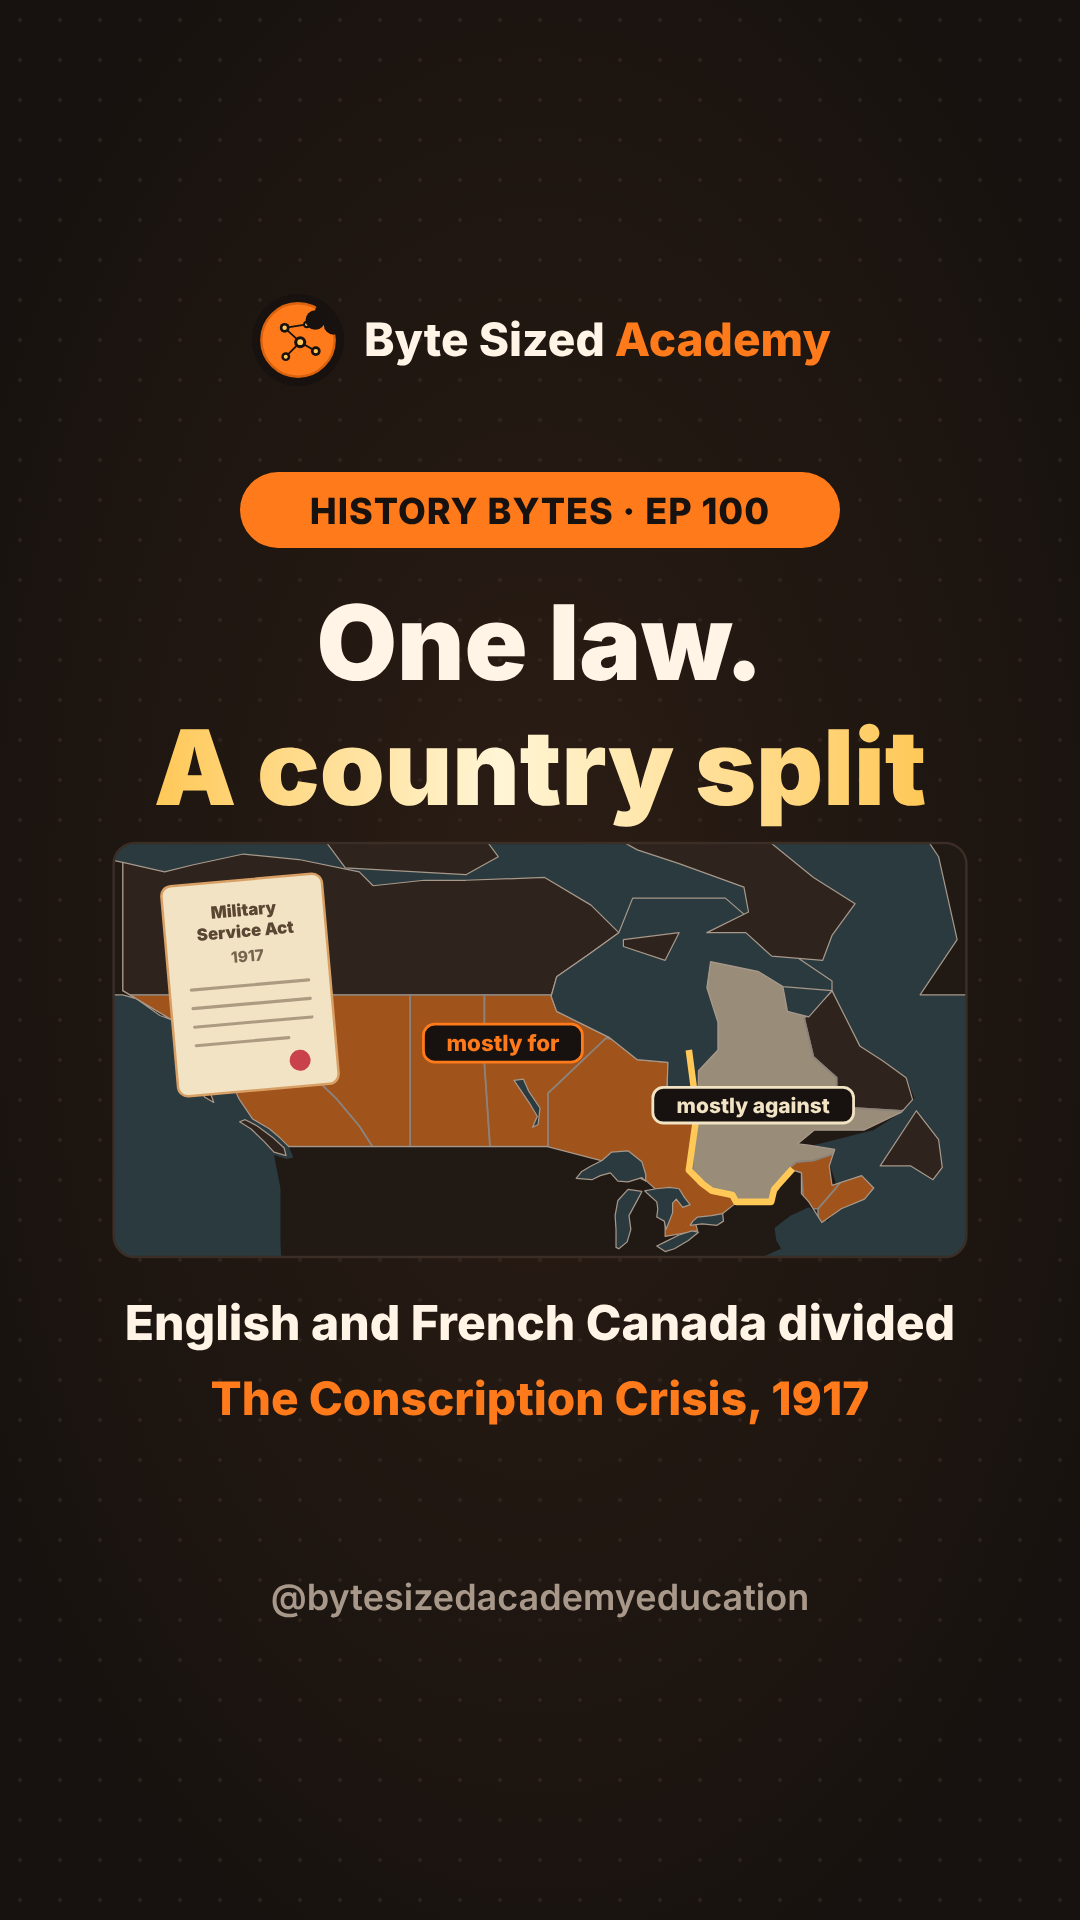 Byte Sized Academy
HISTORY BYTES · EP 100
One law.
A country split
Military
Service Act
1917
mostly for
mostly against
English and French Canada divided
The Conscription Crisis, 1917
@bytesizedacademyeducation